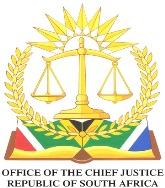 OFFICE OF THE CHIEF JUSTICE
REPUBLIC OF SOUTH AFRICA